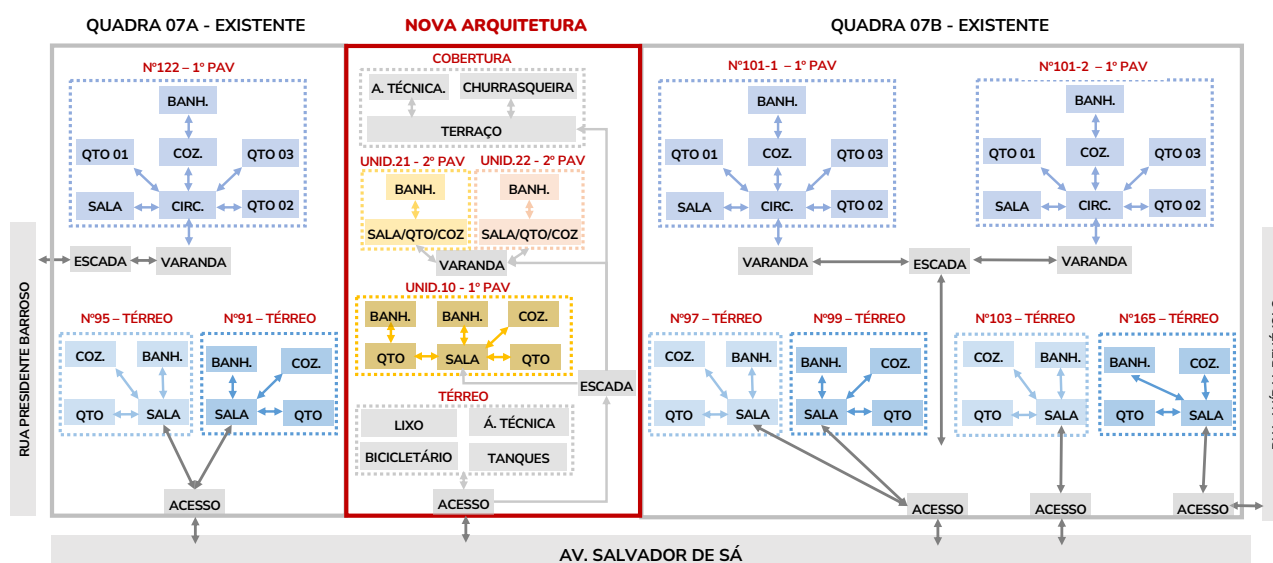 QUADRA 07A - EXISTENTE
NOVA ARQUITETURA
QUADRA 07B - EXISTENTE
RUA PRESIDENTE BARROSO
Nº122 – 1º PAV
BANH.
QTO 01
COZ.
QTO 03
SALA
CIRC.
QTO 02
ESCADA
VARANDA
Nº95 – TÉRREO
COZ.
BANH.
QTO
SALA
Nº91 – TÉRREO
BANH.
COZ.
SALA
QTO
ACESSO
COBERTURA
A. TÉCNICA.
CHURRASQUEIRA
TERRAÇO
UNID.21 - 2º PAV
BANH.
SALA/QTO/COZ
UNID.22 - 2º PAV
BANH.
SALA/QTO/COZ
VARANDA
UNID.10 - 1º PAV
BANH.
BANH.
COZ.
QTO
SALA
QTO
ESCADA
TÉRREO
LIXO
Á. TÉCNICA
BICICLETÁRIO
TANQUES
ACESSO
Nº101-1 – 1º PAV
BANH.
QTO 01
COZ.
QTO 03
SALA
CIRC.
QTO 02
VARANDA
ESCADA
Nº101-2 – 1º PAV
BANH.
QTO 01
COZ.
QTO 03
SALA
CIRC.
QTO 02
VARANDA
Nº97 – TÉRREO
COZ.
BANH.
QTO
SALA
Nº99 – TÉRREO
BANH.
COZ.
SALA
QTO
Nº103 – TÉRREO
COZ.
BANH.
QTO
SALA
Nº165 – TÉRREO
BANH.
COZ.
QTO
SALA
ACESSO
ACESSO
ACESSO
AV. SALVADOR DE SÁ